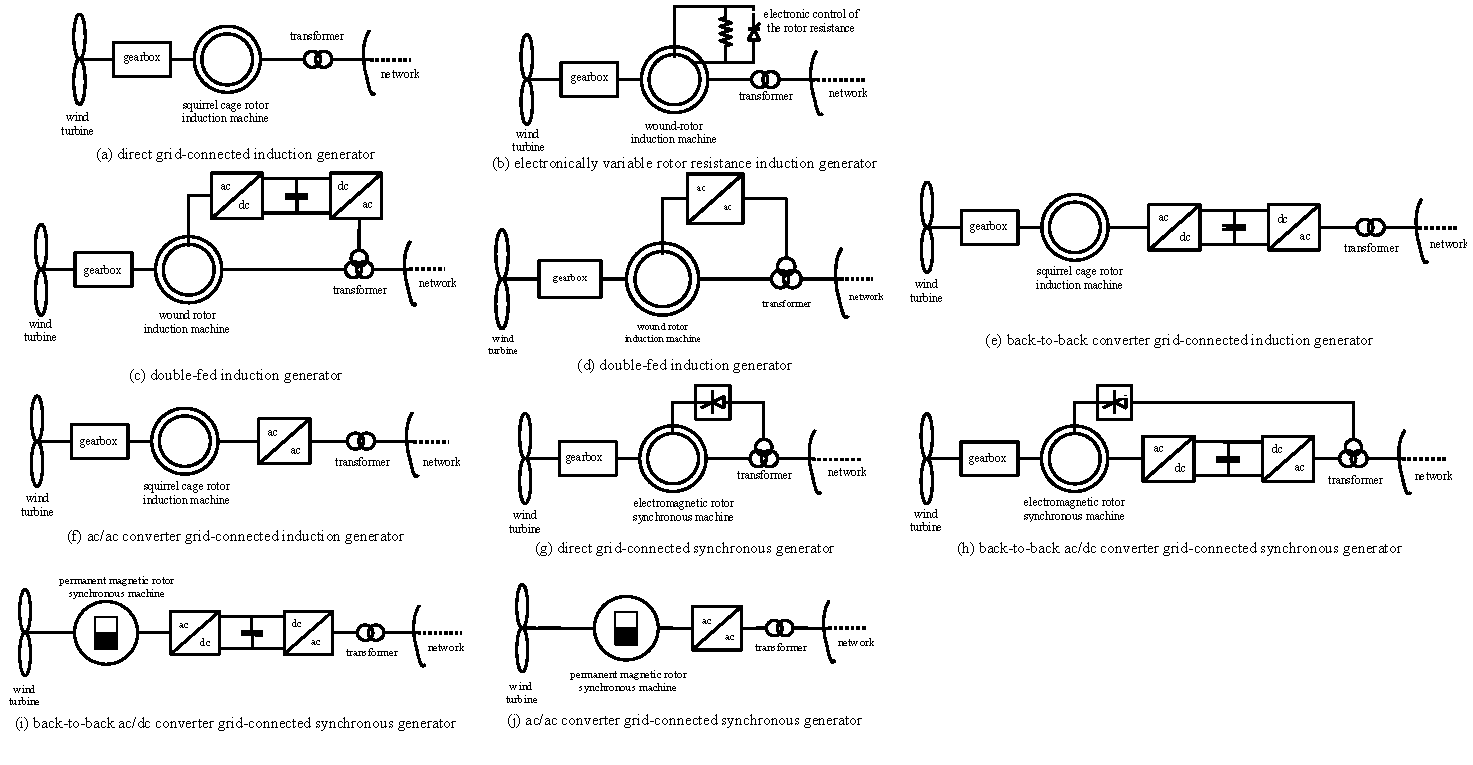 transformer
gearbox
network
squirrel cage rotor
induction machine
wind
turbine
(a) direct grid-connected induction generator
electronic control of
the rotor resistance
gearbox
transformer
network
wound-rotor
induction machine
wind
turbine
(b) electronically variable rotor resistance induction generator
ac
dc
dc
ac
gearbox
transformer
network
wound rotor
induction machine
wind
turbine
(c) double-fed induction generator
ac
ac
gearbox
transformer
network
wound rotor
induction machine
wind
turbine
(d) double-fed induction generator
gearbox
ac
dc
dc
ac
transformer
network
squirrel cage rotor
induction machine
wind
turbine
(e) back-to-back converter grid-connected induction generator
gearbox
ac
ac
transformer
network
squirrel cage rotor
induction machine
wind
turbine
(f) ac/ac converter grid-connected induction generator
gearbox
transformer
network
electromagnetic rotor
synchronous machine
wind
turbine
(g) direct grid-connected synchronous generator
gearbox
ac
dc
dc
ac
transformer
network
electromagnetic rotor
synchronous machine
wind
turbine
(h) back-to-back ac/dc converter grid-connected synchronous generator
permanent magnetic rotor
synchronous machine
ac
dc
dc
ac
transformer
network
wind
turbine
(i) back-to-back ac/dc converter grid-connected synchronous generator
ac
ac
transformer
network
permanent magnetic rotor
synchronous machine
wind
turbine
(j) ac/ac converter grid-connected synchronous generator